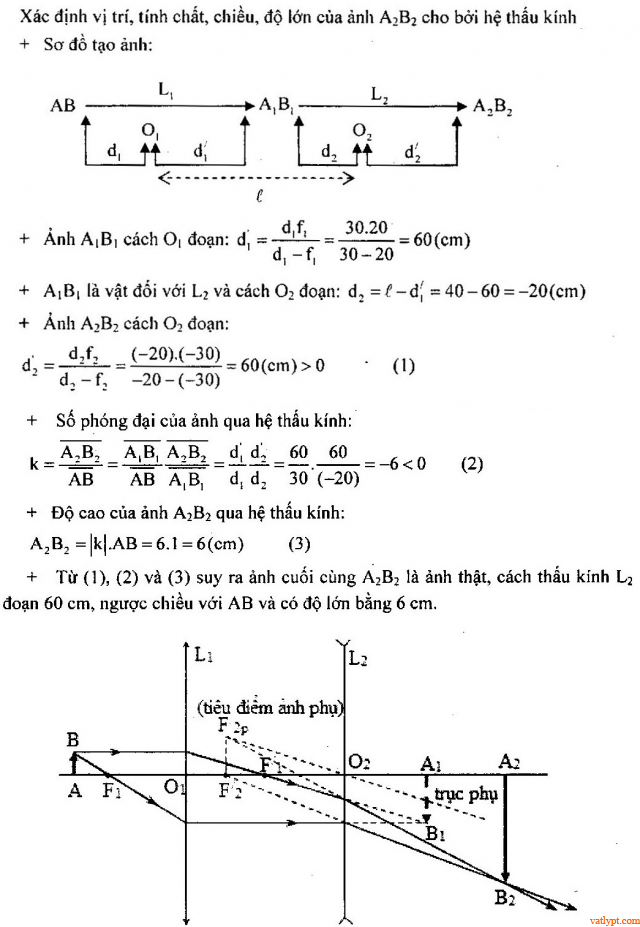 Xác định vị trí, tính chất, chiều, độ lớn của ảnh A₂B₂ cho bởi hệ thấu kính
+ Sơ đồ tạo ảnh:
L₁ L₂
AB A₁B₁ A₂B₂
O₁ O₂
d₁ d₁' d₂ d₂'
ℓ
+ Ảnh A₁B₁ cách O₁ đoạn: d₁' = d₁f₁ / (d₁ – f₁) = 30.20 / (30 – 20) = 60(cm)
+ A₁B₁ là vật đối với L₂ và cách O₂ đoạn: d₂ = ℓ – d₁' = 40 – 60 = –20(cm)
+ Ảnh A₂B₂ cách O₂ đoạn:
d₂' = d₂f₂ / (d₂ – f₂) = (–20).(–30) / (–20 – (–30)) = 60(cm) > 0 (1)
+ Số phóng đại của ảnh qua hệ thấu kính:
k = A₂B₂ / AB = A₁B₁ / AB . A₂B₂ / A₁B₁ = d₁' / d₁ . d₂' / d₂ = 60 / 30 . 60 / (–20) = –6 < 0 (2)
+ Độ cao của ảnh A₂B₂ qua hệ thấu kính:
A₂B₂ = |k|.AB = 6.1 = 6(cm) (3)
+ Từ (1), (2) và (3) suy ra ảnh cuối cùng A₂B₂ là ảnh thật, cách thấu kính L₂
đoạn 60 cm, ngược chiều với AB và có độ lớn bằng 6 cm.
L₁ L₂
(tiêu điểm ảnh phụ)
F'₂p
B O₂ A₁ A₂
F'₁
A F₁ O₁ F'₂ trục phụ
B₁
B₂
vatlypt.com